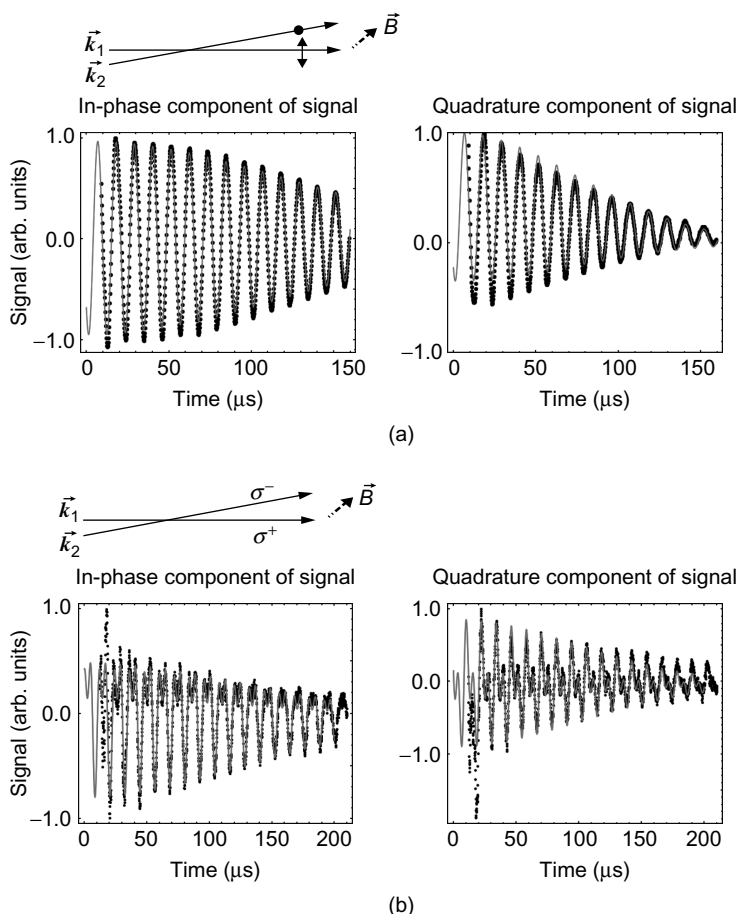 k⃗₁
k⃗₂
B⃗
In-phase component of signal
Quadrature component of signal
Signal (arb. units)
1.0
0.0
−1.0
0
50
100
150
Time (μs)
1.0
0.0
−1.0
0
50
100
150
Time (μs)
(a)
σ⁻
B⃗
k⃗₁
k⃗₂
σ⁺
In-phase component of signal
Quadrature component of signal
Signal (arb. units)
1.0
0.0
−1.0
0
50
100
150
200
Time (μs)
1.0
0.0
−1.0
0
50
100
150
200
Time (μs)
(b)